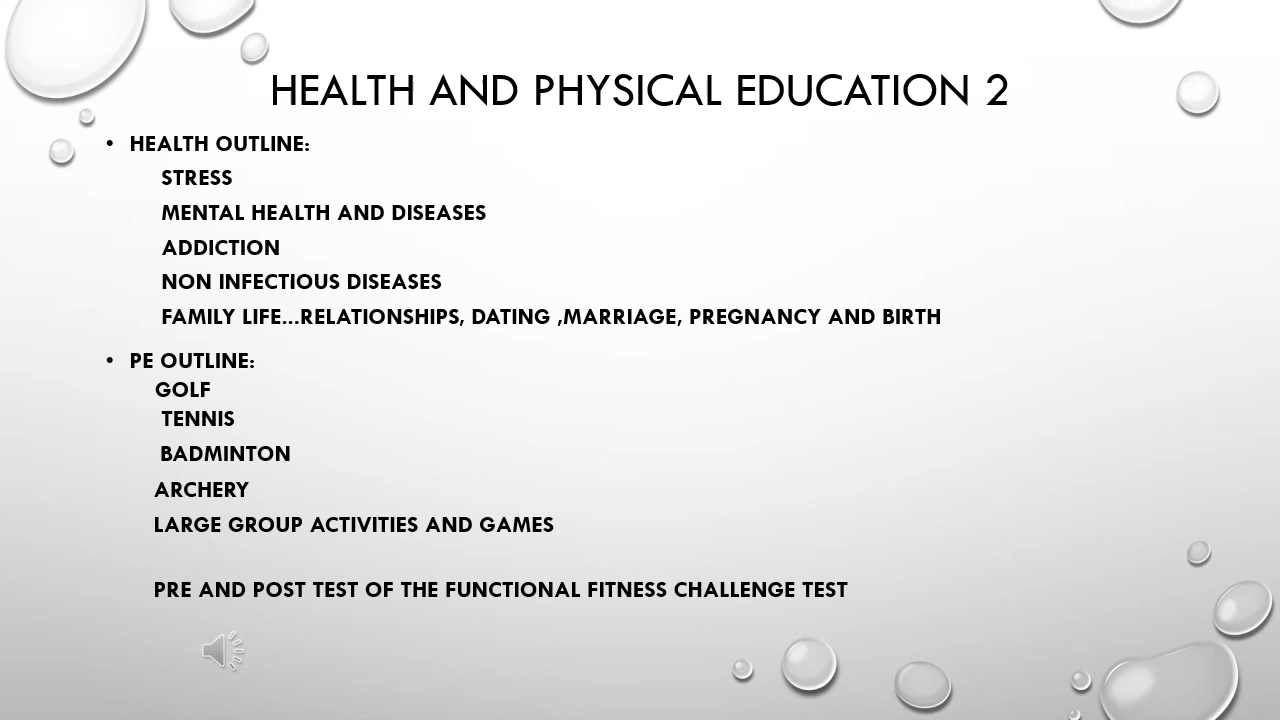 HEALTH AND PHYSICAL EDUCATION 2
• HEALTH OUTLINE:
STRESS
MENTAL HEALTH AND DISEASES
ADDICTION
NON INFECTIOUS DISEASES
FAMILY LIFE...RELATIONSHIPS, DATING ,MARRIAGE, PREGNANCY AND BIRTH
• PE OUTLINE:
GOLF
TENNIS
BADMINTON
ARCHERY
LARGE GROUP ACTIVITIES AND GAMES
PRE AND POST TEST OF THE FUNCTIONAL FITNESS CHALLENGE TEST